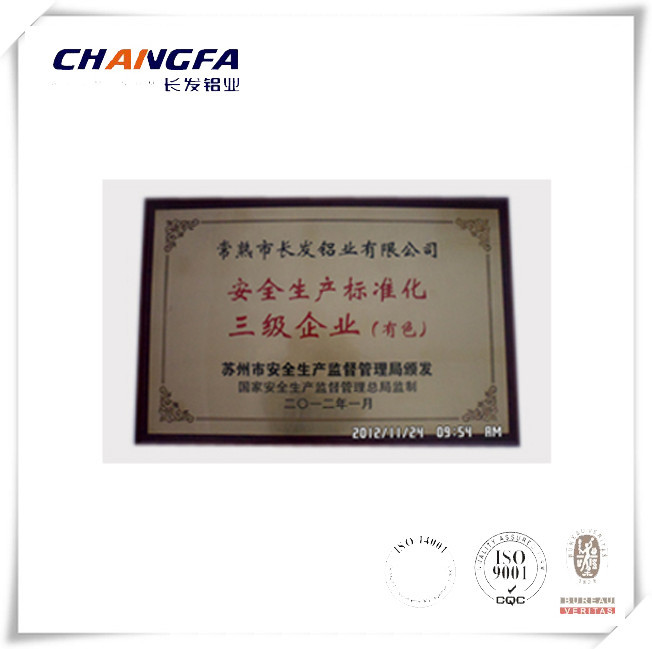 CHANGFA
长发铝业
常熟市长发铝业有限公司
安全生产标准化
三级企业(有色)
苏州市安全生产监督管理局颁发
国家安全生产监督管理总局监制
二〇一二年一月
2012/11/24 09:54 AM
ISO 14001
ISO
9001
CQC
1828
BUREAU
VERITAS